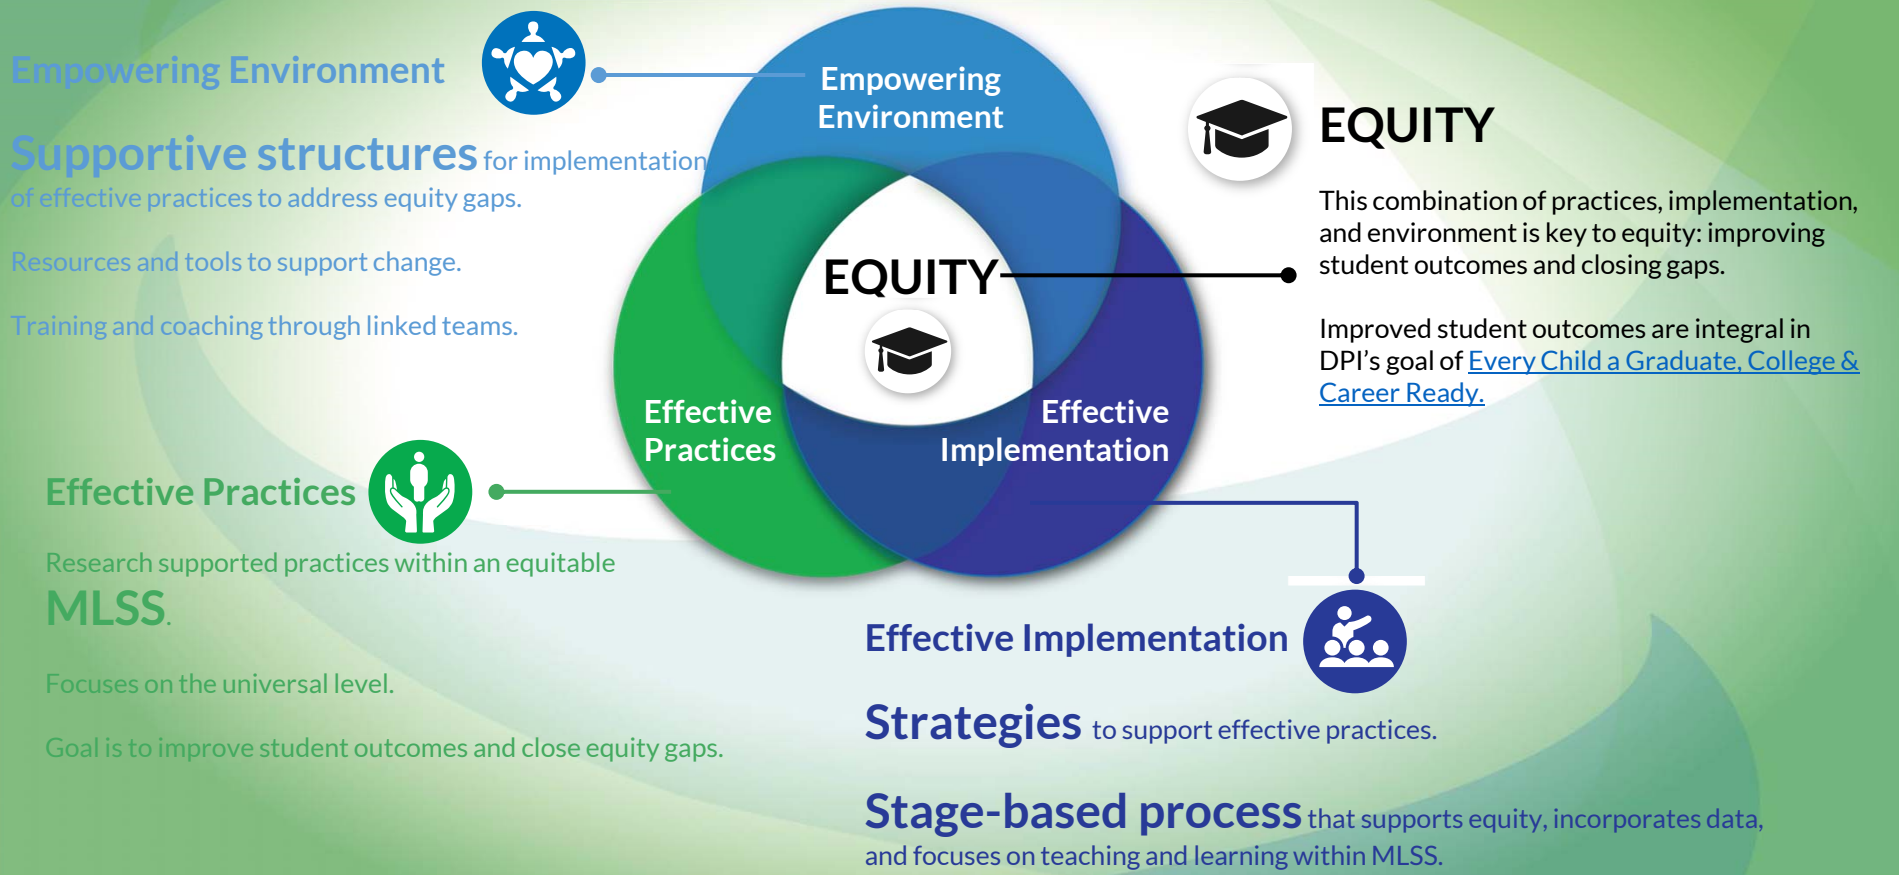 Empowering Environment
Supportive structures for implementation
of effective practices to address equity gaps.
Resources and tools to support change.
Training and coaching through linked teams.
Empowering
Environment
EQUITY
Effective
Practices
Effective
Implementation
EQUITY
This combination of practices, implementation,
and environment is key to equity: improving
student outcomes and closing gaps.
Improved student outcomes are integral in
DPI’s goal of Every Child a Graduate, College &
Career Ready.
Effective Practices
Research supported practices within an equitable
MLSS.
Focuses on the universal level.
Goal is to improve student outcomes and close equity gaps.
Effective Implementation
Strategies to support effective practices.
Stage-based process that supports equity, incorporates data,
and focuses on teaching and learning within MLSS.